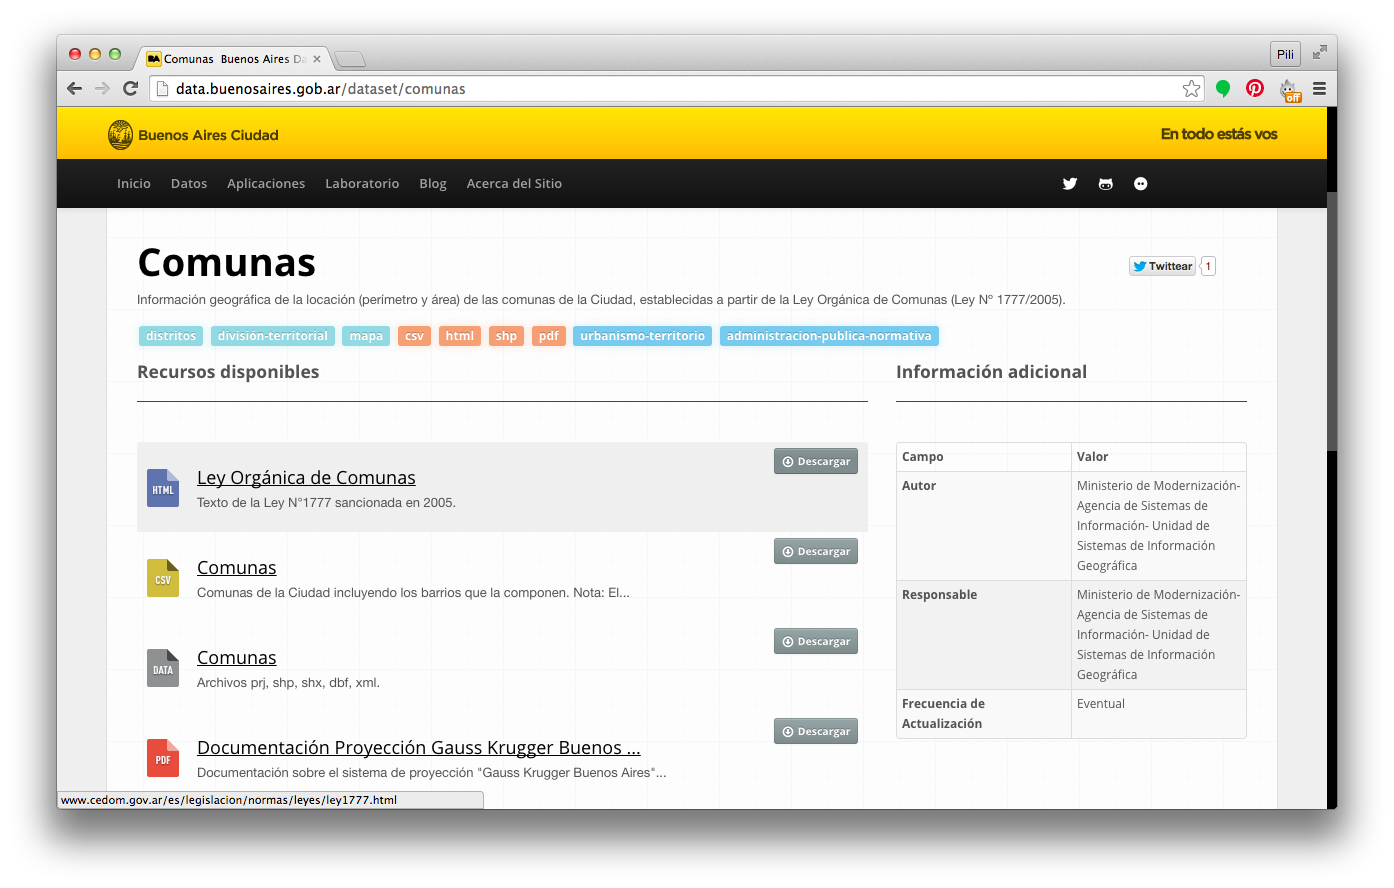 Comunas Buenos Aires Da
Pili
data.buenosaires.gob.ar/dataset/comunas
off
Buenos Aires Ciudad
En todo estás vos
Inicio Datos Aplicaciones Laboratorio Blog Acerca del Sitio
Comunas
Twittear 1
Información geográfica de la locación (perímetro y área) de las comunas de la Ciudad, establecidas a partir de la Ley Orgánica de Comunas (Ley Nº 1777/2005).
distritos división-territorial mapa csv html shp pdf urbanismo-territorio administracion-publica-normativa
Recursos disponibles
HTML
Ley Orgánica de Comunas
Descargar
Texto de la Ley N°1777 sancionada en 2005.
CSV
Comunas
Descargar
Comunas de la Ciudad incluyendo los barrios que la componen. Nota: El...
DATA
Comunas
Descargar
Archivos prj, shp, shx, dbf, xml.
PDF
Documentación Proyección Gauss Krugger Buenos ...
Descargar
Documentación sobre el sistema de proyección "Gauss Krugger Buenos Aires"...
Información adicional
Campo Valor
Autor Ministerio de Modernización-
Agencia de Sistemas de
Información- Unidad de
Sistemas de Información
Geográfica
Responsable Ministerio de Modernización-
Agencia de Sistemas de
Información- Unidad de
Sistemas de Información
Geográfica
Frecuencia de Eventual
Actualización
www.cedom.gov.ar/es/legislacion/normas/leyes/ley1777.html